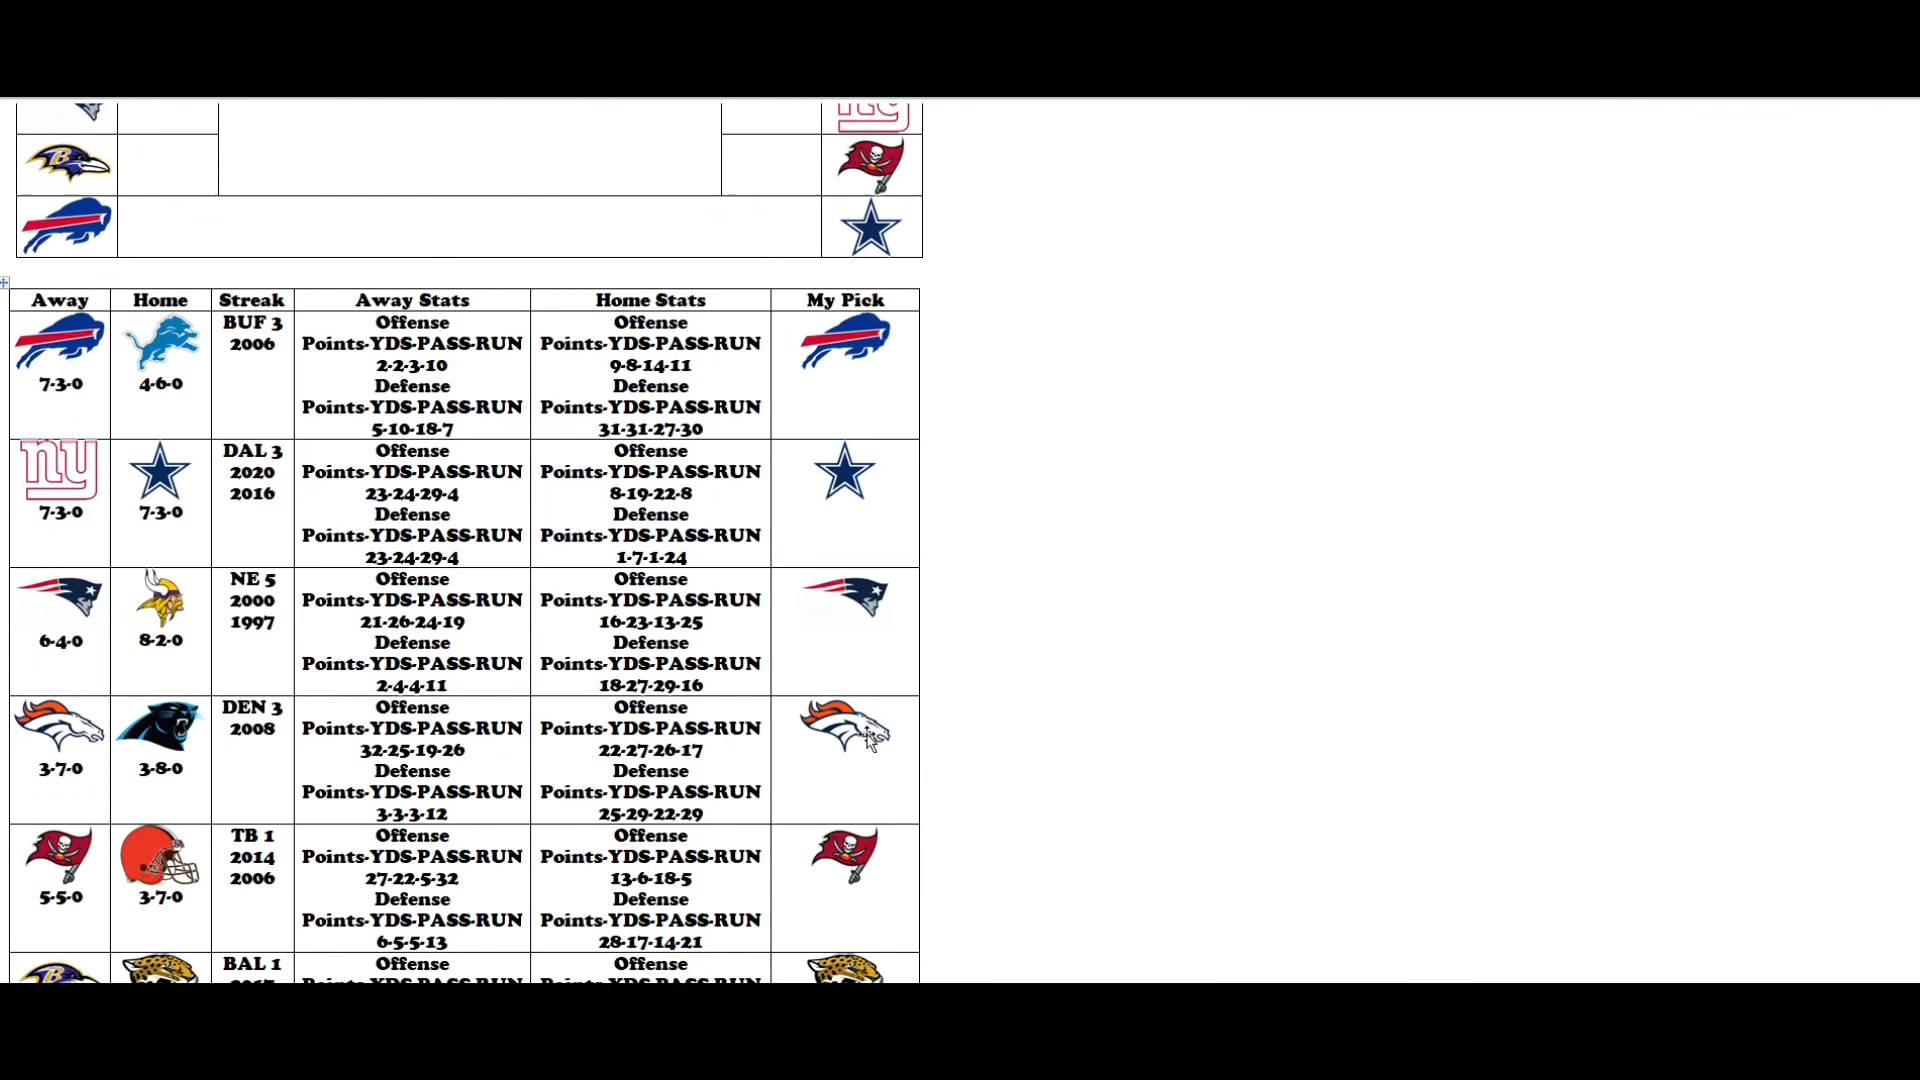 ny
B
Away Home Streak Away Stats Home Stats My Pick
BUF 3 Offense Offense
2006 Points-YDS-PASS-RUN Points-YDS-PASS-RUN
2-2-3-10 9-8-14-11
7-3-0 4-6-0 Defense Defense
Points-YDS-PASS-RUN Points-YDS-PASS-RUN
5-10-18-7 31-31-27-30
ny DAL 3 Offense Offense
2020 Points-YDS-PASS-RUN Points-YDS-PASS-RUN
2016 23-24-29-4 8-19-22-8
7-3-0 7-3-0 Defense Defense
Points-YDS-PASS-RUN Points-YDS-PASS-RUN
23-24-29-4 1-7-1-24
NE 5 Offense Offense
2000 Points-YDS-PASS-RUN Points-YDS-PASS-RUN
1997 21-26-24-19 16-23-13-25
6-4-0 8-2-0 Defense Defense
Points-YDS-PASS-RUN Points-YDS-PASS-RUN
2-4-4-11 18-27-29-16
DEN 3 Offense Offense
2008 Points-YDS-PASS-RUN Points-YDS-PASS-RUN
32-25-19-26 22-27-26-17
3-7-0 3-8-0 Defense Defense
Points-YDS-PASS-RUN Points-YDS-PASS-RUN
3-3-3-12 25-29-22-29
TB 1 Offense Offense
2014 Points-YDS-PASS-RUN Points-YDS-PASS-RUN
2006 27-22-5-32 13-6-18-5
5-5-0 3-7-0 Defense Defense
Points-YDS-PASS-RUN Points-YDS-PASS-RUN
6-5-5-13 28-17-14-21
B BAL 1 Offense Offense